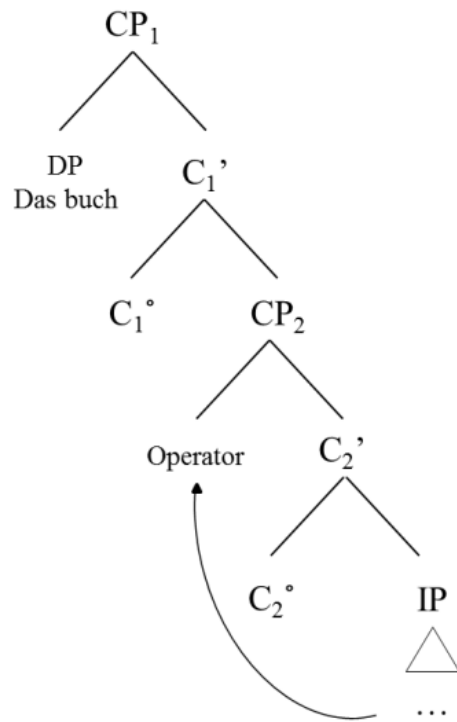 CP₁
DP
Das buch
C₁’
C₁°
CP₂
Operator
C₂’
C₂°
IP
…